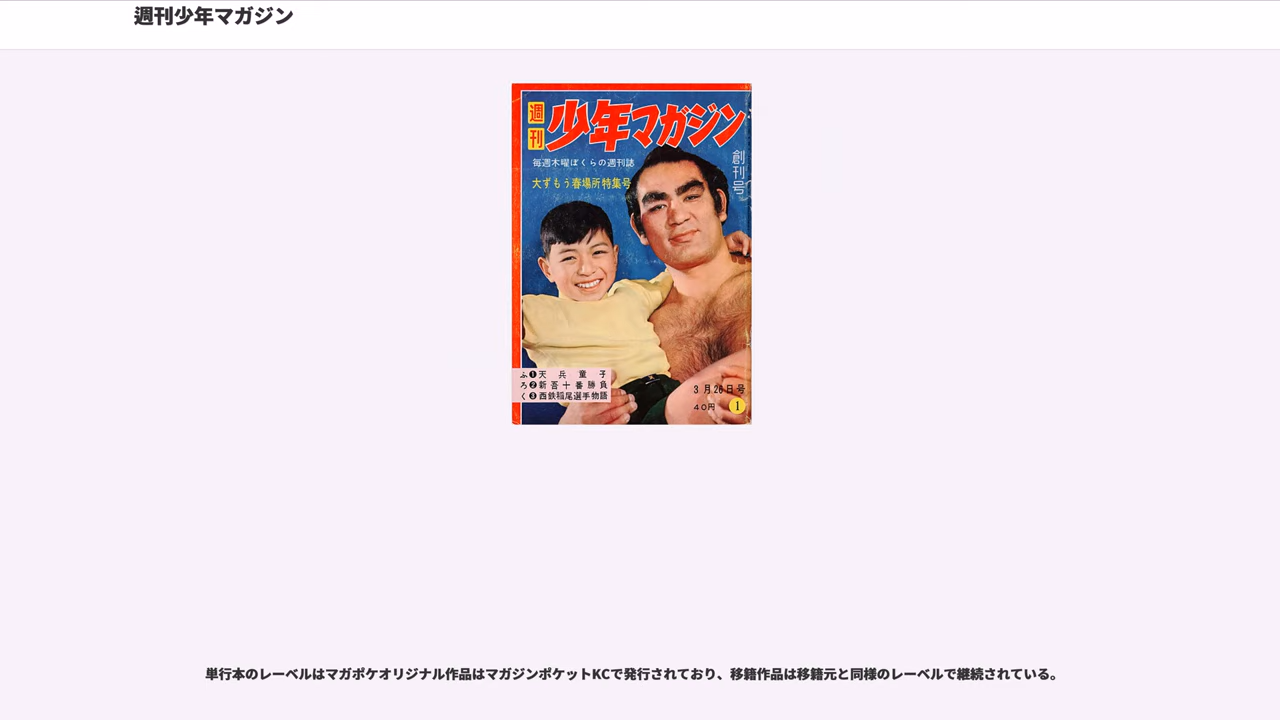 週刊少年マガジン
週刊
少年マガジン
創刊号
毎週木曜ぼくらの週刊誌
大ずもう春場所特集号
ふろく
❶天兵童子
❷新吾十番勝負
❸西鉄稲尾選手物語
3月26日号
40円
1
単行本のレーベルはマガポケオリジナル作品はマガジンポケットKCで発行されており、移籍作品は移籍元と同様のレーベルで継続されている。